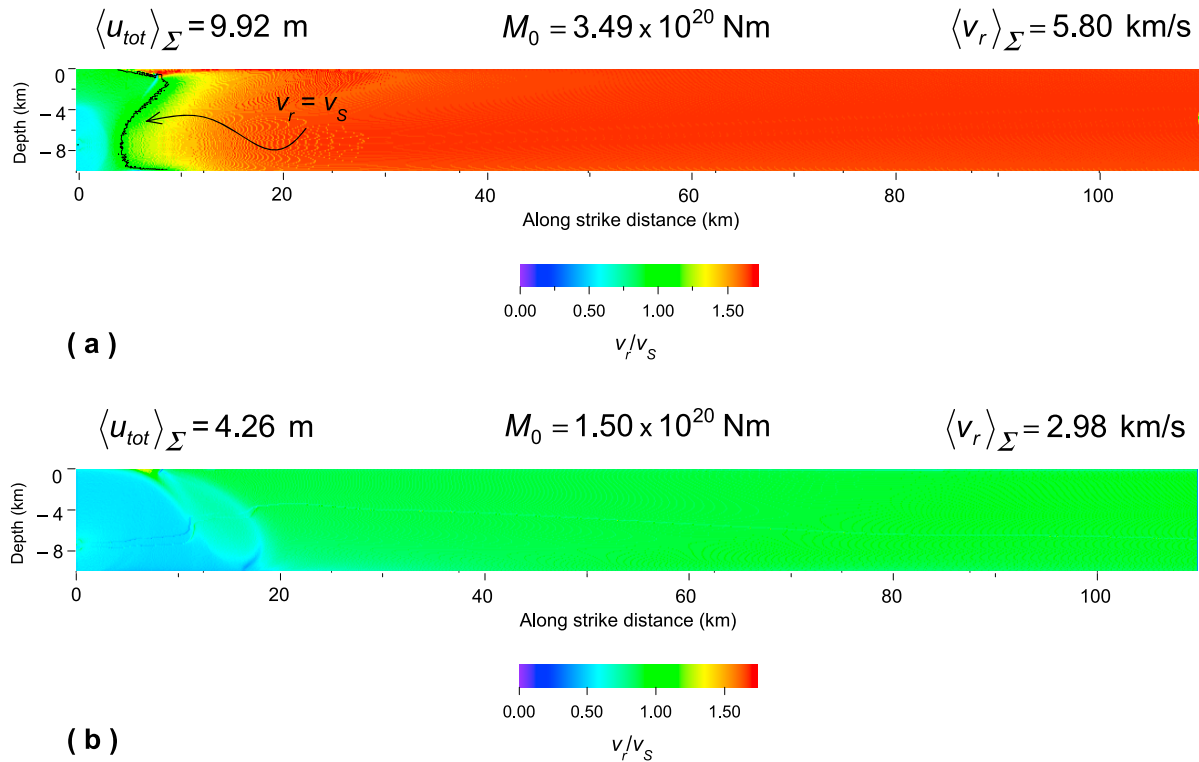 ⟨u_tot⟩_Σ = 9.92 m M_0 = 3.49 x 10^20 Nm ⟨v_r⟩_Σ = 5.80 km/s
0
v_r = v_S
Depth (km)
– 4
– 8
0 20 40 60 80 100
Along strike distance (km)
0.00 0.50 1.00 1.50
( a )
v_r/v_S
⟨u_tot⟩_Σ = 4.26 m M_0 = 1.50 x 10^20 Nm ⟨v_r⟩_Σ = 2.98 km/s
0
Depth (km)
– 4
– 8
0 20 40 60 80 100
Along strike distance (km)
0.00 0.50 1.00 1.50
( b )
v_r/v_S